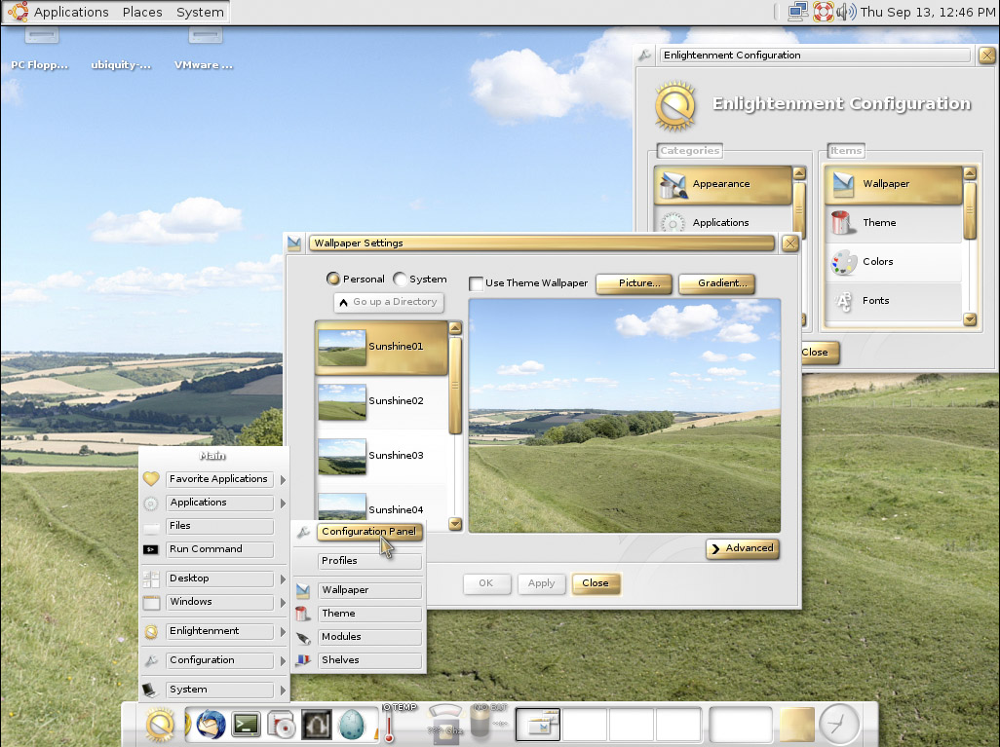 Applications Places System
Thu Sep 13, 12:46 PM
PC Flopp... ubiquity-... VMware ...
Enlightenment Configuration
Enlightenment Configuration
Categories
Items
Appearance
Applications
Wallpaper
Theme
Colors
Fonts
Close
Wallpaper Settings
Personal System
Go up a Directory
Use Theme Wallpaper Picture... Gradient...
Sunshine01
Sunshine02
Sunshine03
Sunshine04
Advanced
OK Apply Close
Main
Favorite Applications
Applications
Files
Run Command
Desktop
Windows
Enlightenment
Configuration
System
Configuration Panel
Profiles
Wallpaper
Theme
Modules
Shelves
TEMP
NO BAT